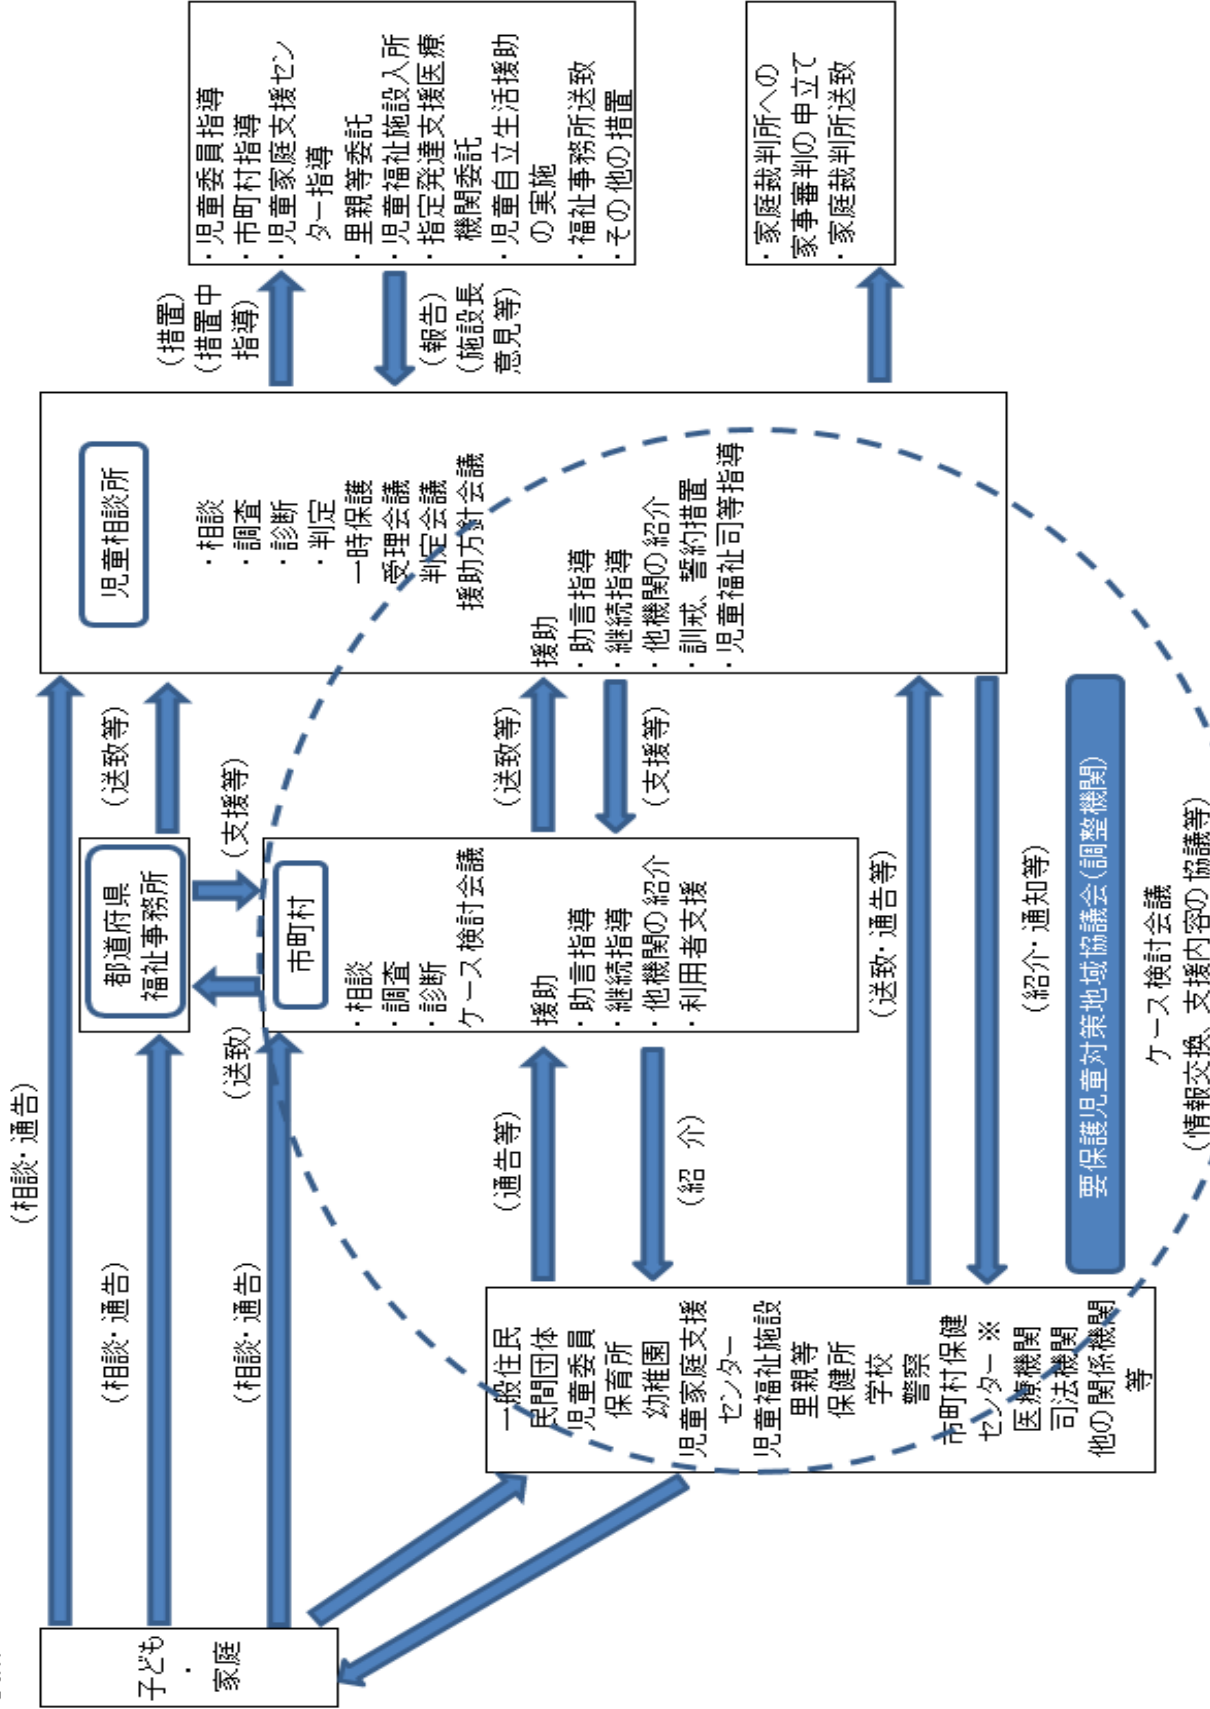 (相談・通告)
子ども
・
家庭
(相談・通告)
(相談・通告)
都道府県
福祉事務所
(送致等)
(送致)
(支援等)
市町村
・相談
・調査
・診断
ケース検討会議
援助
・助言指導
・継続指導
・他機関の紹介
・利用者支援
(通告等)
(紹 介)
(送致等)
(支援等)
一般住民
民間団体
児童委員
保育所
幼稚園
児童家庭支援
センター
児童福祉施設
里親等
保健所
学校
警察
市町村保健
センター※
医療機関
司法機関
他の関係機関
等
(送致・通告等)
(紹介・通知等)
要保護児童対策地域協議会(調整機関)
ケース検討会議
(情報交換、支援内容の協議等)
児童相談所
・相談
・調査
・診断
・判定
一時保護
受理会議
判定会議
援助方針会議
援助
・助言指導
・継続指導
・他機関の紹介
・訓戒、誓約措置
・児童福祉司等指導
(措置)
(措置中
指導)
(報告)
(施設長
意見等)
・児童委員指導
・市町村指導
・児童家庭支援セン
ター指導
・里親等委託
・児童福祉施設入所
・指定発達支援医療
機関委託
・児童自立生活援助
の実施
・福祉事務所送致
・その他の措置
・家庭裁判所への
家事審判の申立て
・家庭裁判所送致